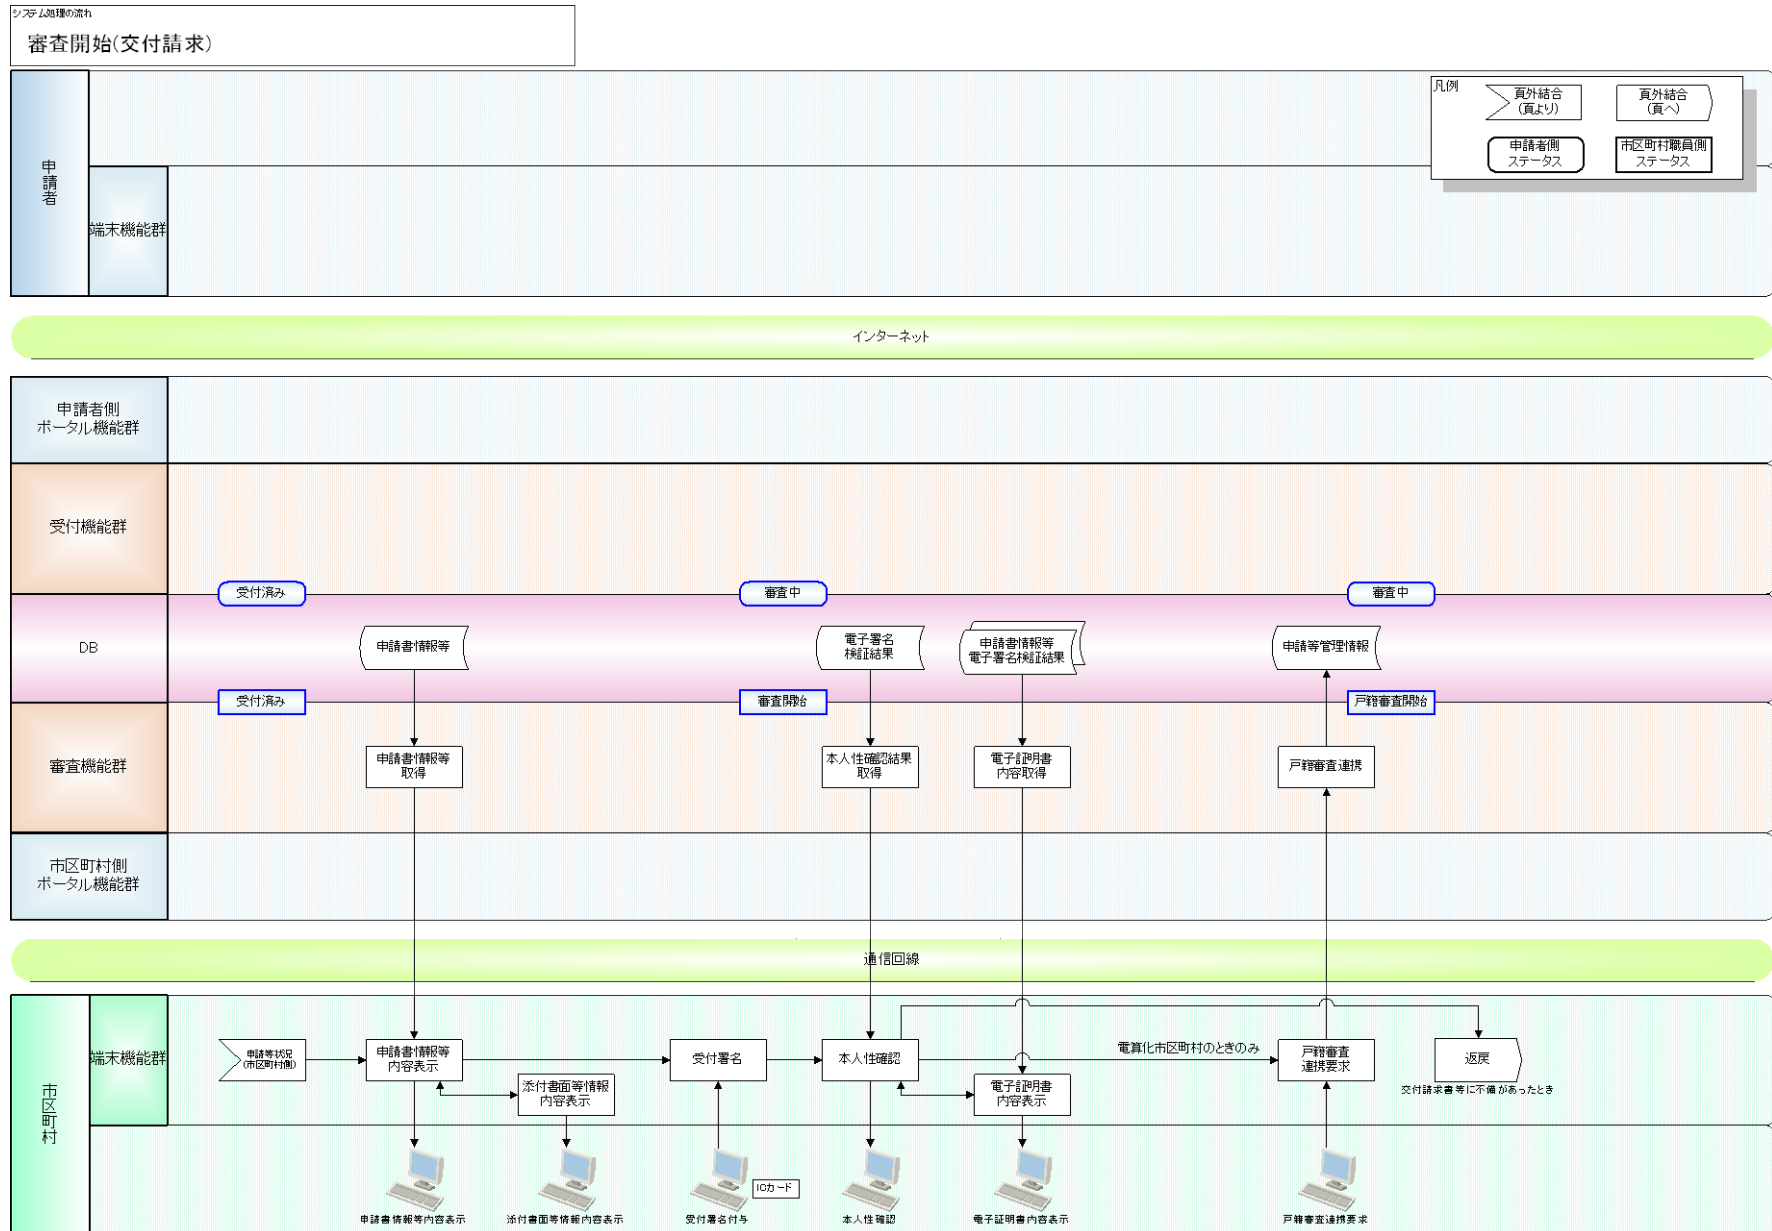 システム処理の流れ
審査開始(交付請求)
凡例
頁外結合
(頁より)
頁外結合
(頁へ)
申請者側
ステータス
市区町村職員側
ステータス
申請者
端末機能群
インターネット
申請者側
ポータル機能群
受付機能群
受付済み
審査中
審査中
DB
申請書情報等
電子署名
検証結果
申請書情報等
電子署名検証結果
申請等管理情報
受付済み
審査開始
戸籍審査開始
審査機能群
申請書情報等
取得
本人性確認結果
取得
電子証明書
内容取得
戸籍審査連携
市区町村側
ポータル機能群
通信回線
市区町村
端末機能群
申請等状況
(市区町村側)
申請書情報等
内容表示
添付書面等情報
内容表示
受付署名
本人性確認
電子証明書
内容表示
電算化市区町村のときのみ
戸籍審査
連携要求
返戻
交付請求書等に不備があったとき
ICカード
申請書情報等内容表示
添付書面等情報内容表示
受付署名付与
本人性確認
電子証明書内容表示
戸籍審査連携要求